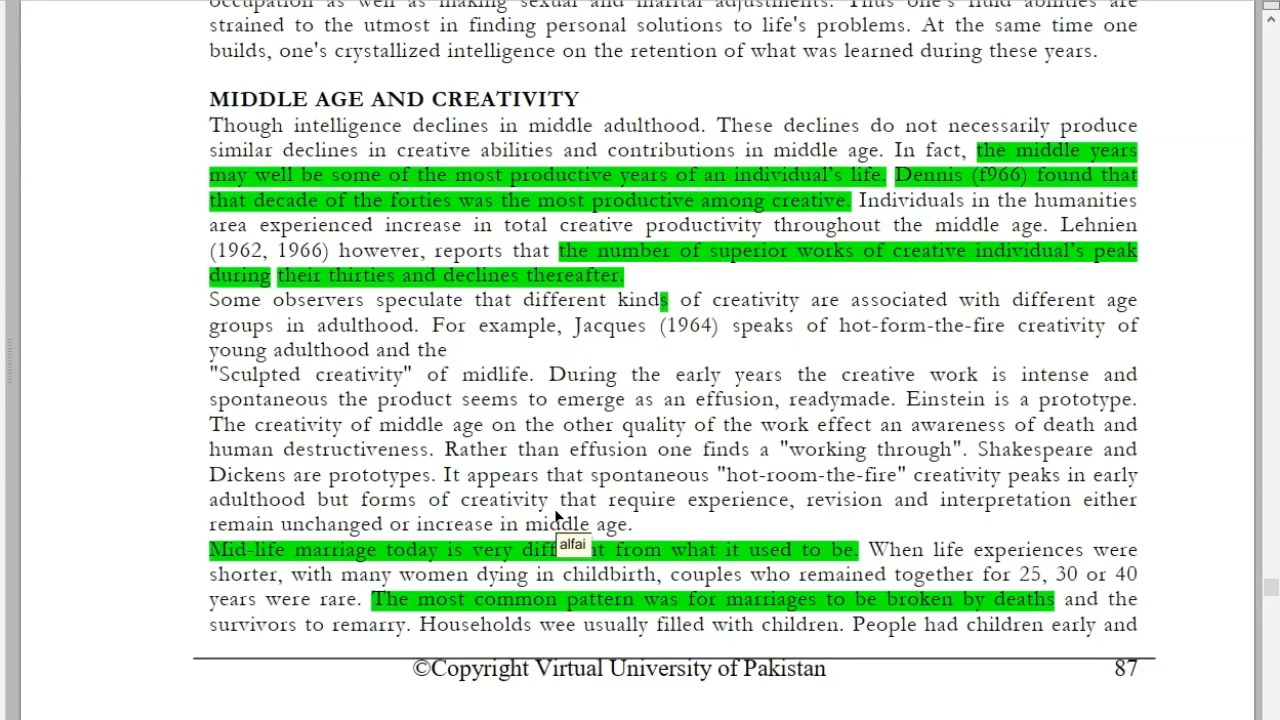 occupation as well as making sexual and marital adjustments. Thus one's fluid abilities are
strained to the utmost in finding personal solutions to life's problems. At the same time one
builds, one's crystallized intelligence on the retention of what was learned during these years.
MIDDLE AGE AND CREATIVITY
Though intelligence declines in middle adulthood. These declines do not necessarily produce
similar declines in creative abilities and contributions in middle age. In fact, the middle years
may well be some of the most productive years of an individual's life. Dennis (f966) found that
that decade of the forties was the most productive among creative. Individuals in the humanities
area experienced increase in total creative productivity throughout the middle age. Lehnien
(1962, 1966) however, reports that the number of superior works of creative individual's peak
during their thirties and declines thereafter.
Some observers speculate that different kinds of creativity are associated with different age
groups in adulthood. For example, Jacques (1964) speaks of hot-form-the-fire creativity of
young adulthood and the
"Sculpted creativity" of midlife. During the early years the creative work is intense and
spontaneous the product seems to emerge as an effusion, readymade. Einstein is a prototype.
The creativity of middle age on the other quality of the work effect an awareness of death and
human destructiveness. Rather than effusion one finds a "working through". Shakespeare and
Dickens are prototypes. It appears that spontaneous "hot-room-the-fire" creativity peaks in early
adulthood but forms of creativity that require experience, revision and interpretation either
remain unchanged or increase in middle age.
Mid-life marriage today is very different from what it used to be. When life experiences were
alfai
shorter, with many women dying in childbirth, couples who remained together for 25, 30 or 40
years were rare. The most common pattern was for marriages to be broken by deaths and the
survivors to remarry. Households wee usually filled with children. People had children early and
©Copyright Virtual University of Pakistan 87